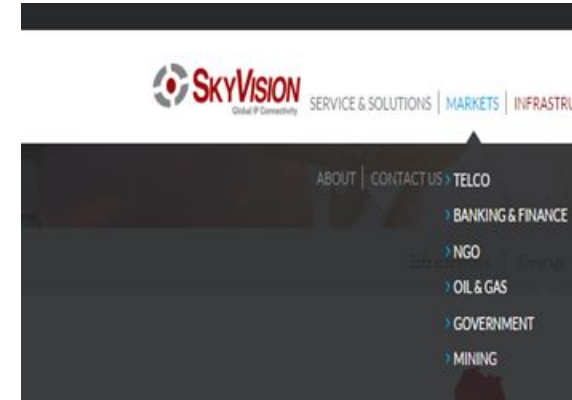 SKYVISION
Global IP Connectivity
SERVICE & SOLUTIONS | MARKETS | INFRASTRU
ABOUT | CONTACT US
› TELCO
› BANKING & FINANCE
› NGO
› OIL & GAS
› GOVERNMENT
› MINING